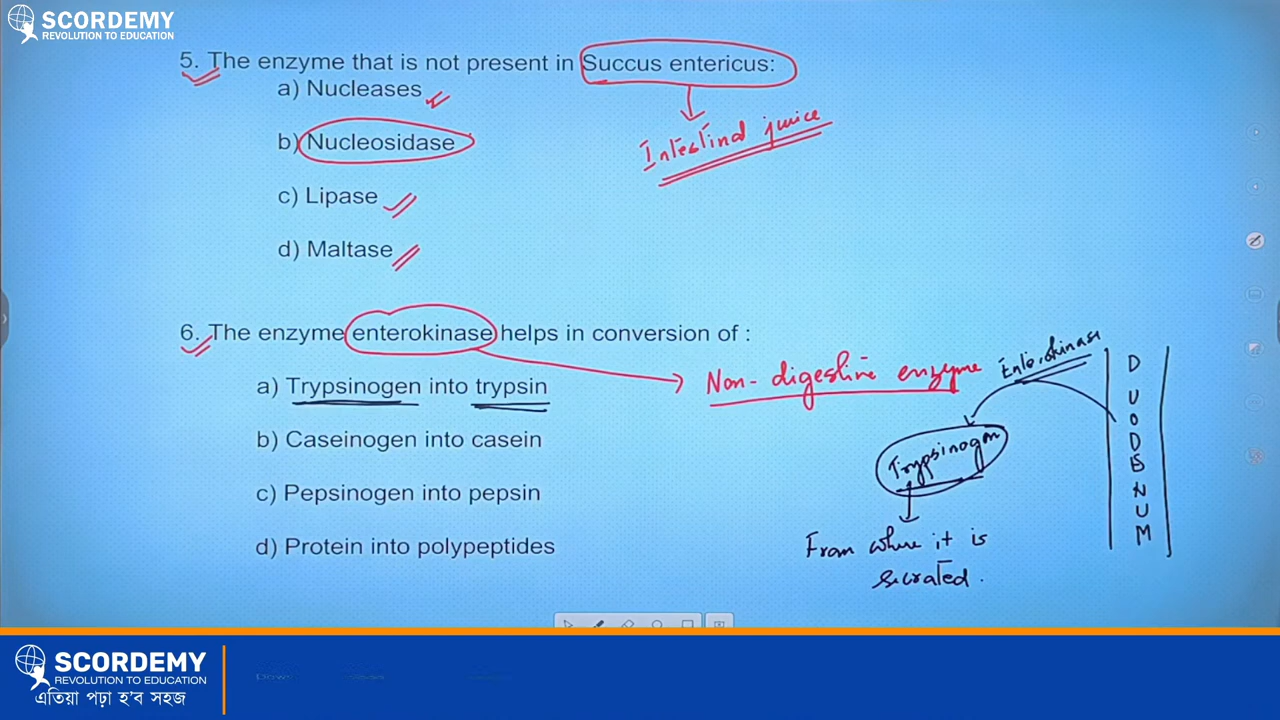 SCORDEMY
REVOLUTION TO EDUCATION
5. The enzyme that is not present in Succus entericus:
a) Nucleases
b) Nucleosidase
c) Lipase
d) Maltase
Intestinal juice
6. The enzyme enterokinase helps in conversion of :
a) Trypsinogen into trypsin
b) Caseinogen into casein
c) Pepsinogen into pepsin
d) Protein into polypeptides
Non-digestive enzyme
Enterokinase
Trypsinogen
From where it is
secrated.
DUODENUM
SCORDEMY
REVOLUTION TO EDUCATION
এতিয়া পঢ়া হ'ব সহজ